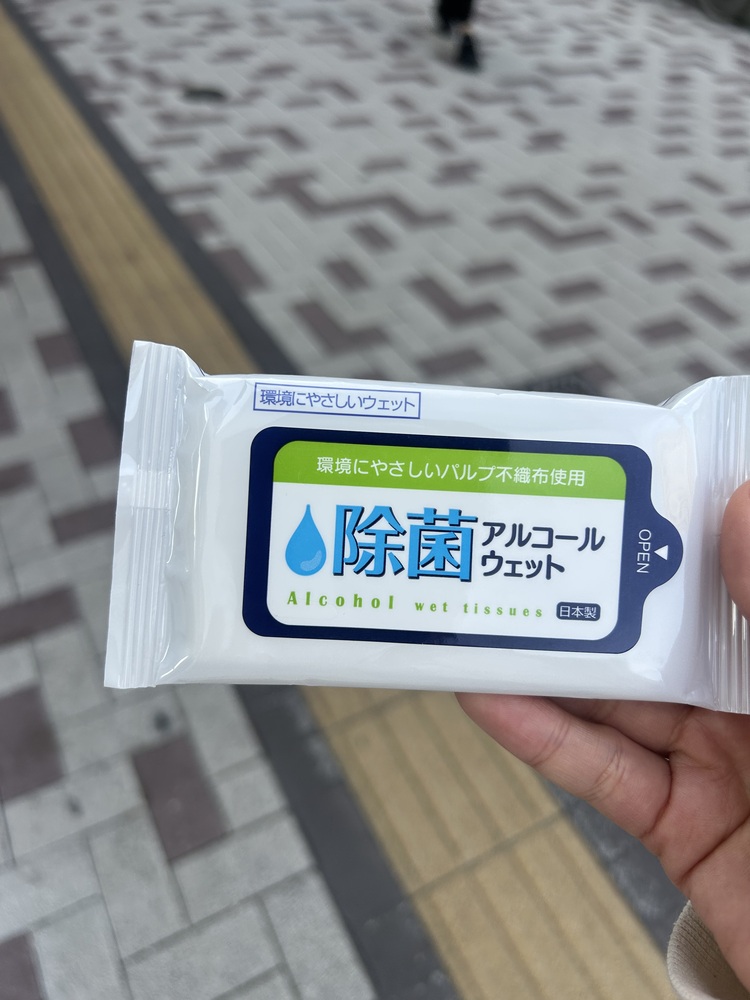 環境にやさしいウェット
環境にやさしいパルプ不織布使用
除菌アルコール
ウェット
Alcohol wet tissues 日本製
OPEN